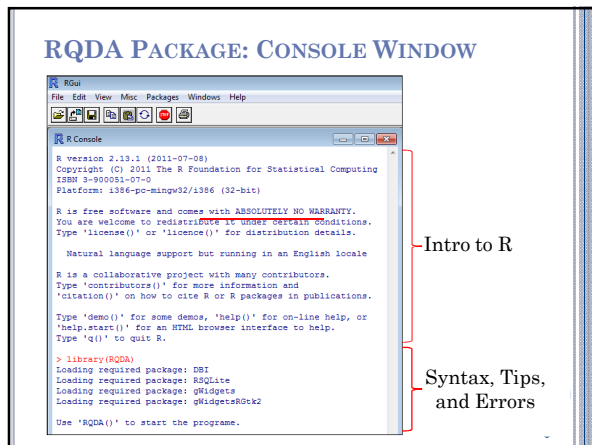 RQDA PACKAGE: CONSOLE WINDOW
RGui
File Edit View Misc Packages Windows Help
STOP
R Console
R version 2.13.1 (2011-07-08)
Copyright (C) 2011 The R Foundation for Statistical Computing
ISBN 3-900051-07-0
Platform: i386-pc-mingw32/i386 (32-bit)
R is free software and comes with ABSOLUTELY NO WARRANTY.
You are welcome to redistribute it under certain conditions.
Type 'license()' or 'licence()' for distribution details.
Natural language support but running in an English locale
R is a collaborative project with many contributors.
Type 'contributors()' for more information and
'citation()' on how to cite R or R packages in publications.
Type 'demo()' for some demos, 'help()' for on-line help, or
'help.start()' for an HTML browser interface to help.
Type 'q()' to quit R.
Intro to R
> library(RQDA)
Loading required package: DBI
Loading required package: RSQLite
Loading required package: gWidgets
Loading required package: gWidgetsRGtk2
Use 'RQDA()' to start the programe.
Syntax, Tips,
and Errors